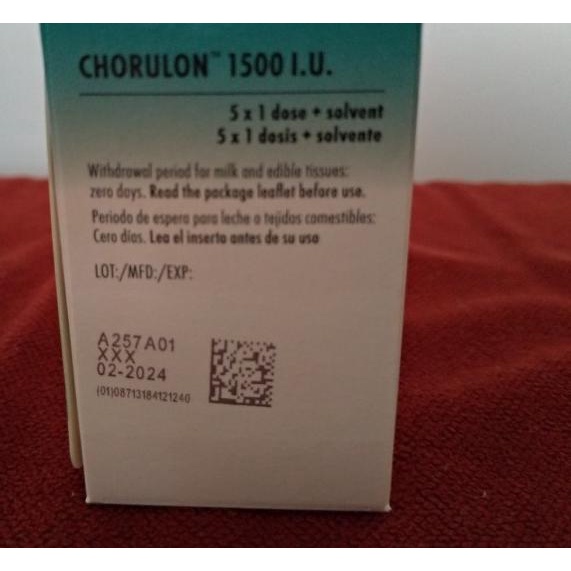 CHORULON™ 1500 I.U.
5 x 1 dose + solvent
5 x 1 dosis + solvente
Withdrawal period for milk and edible tissues:
zero days. Read the package leaflet before use.
Periodo de espera para leche o tejidos comestibles:
Cero días. Lea el inserto antes de su uso
LOT:/MFD:/EXP:
A257A01
XXX
02-2024
(01)08713184121240